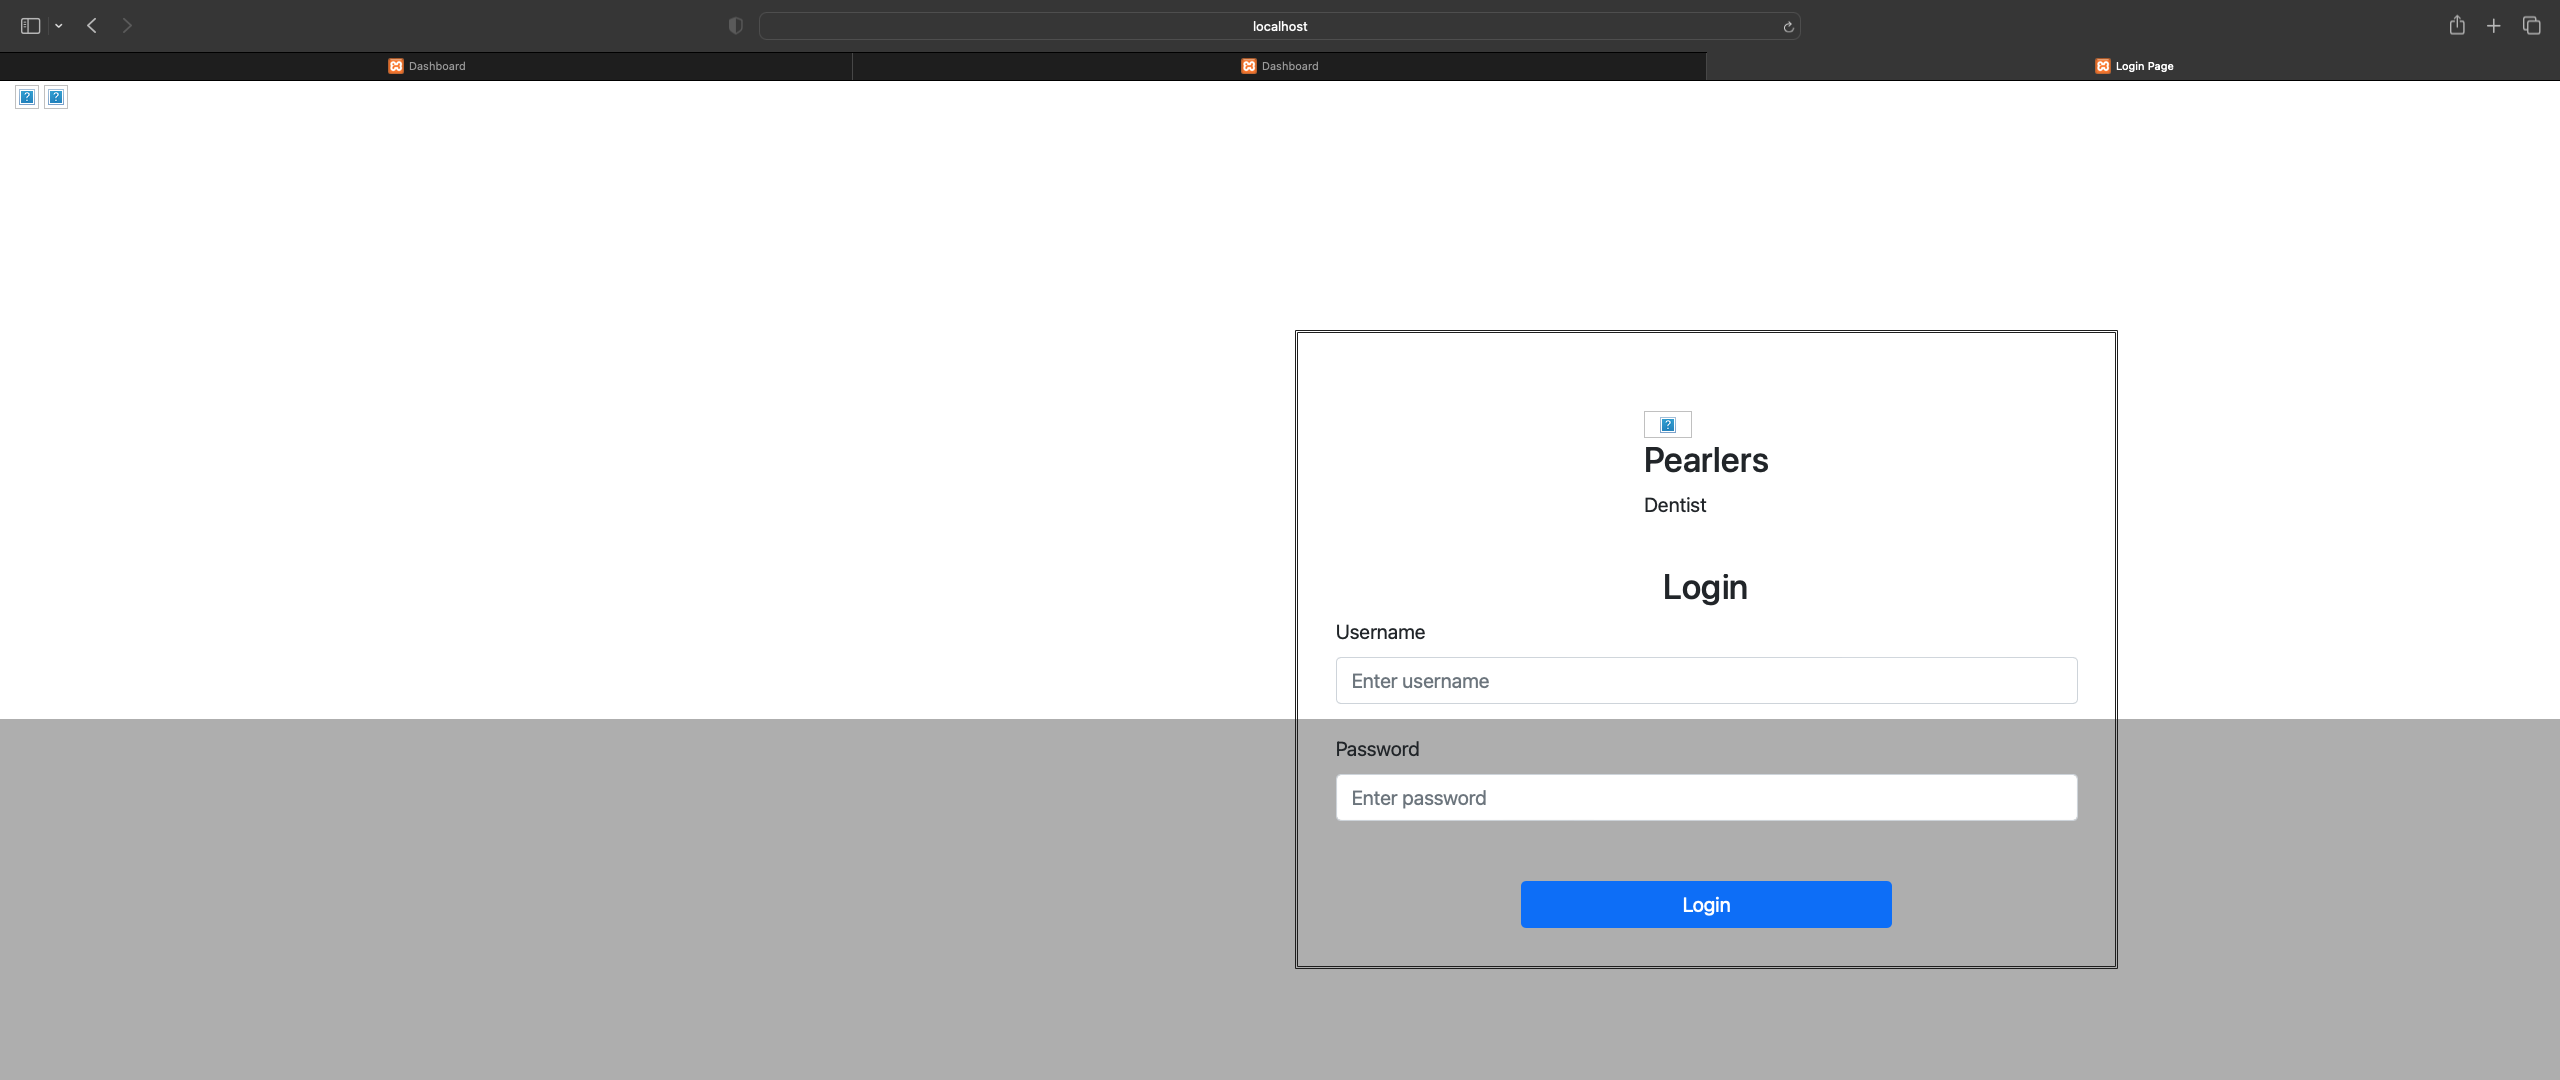 localhost
Dashboard
Dashboard
Login Page
Pearlers
Dentist
Login
Username
Enter username
Password
Enter password
Login